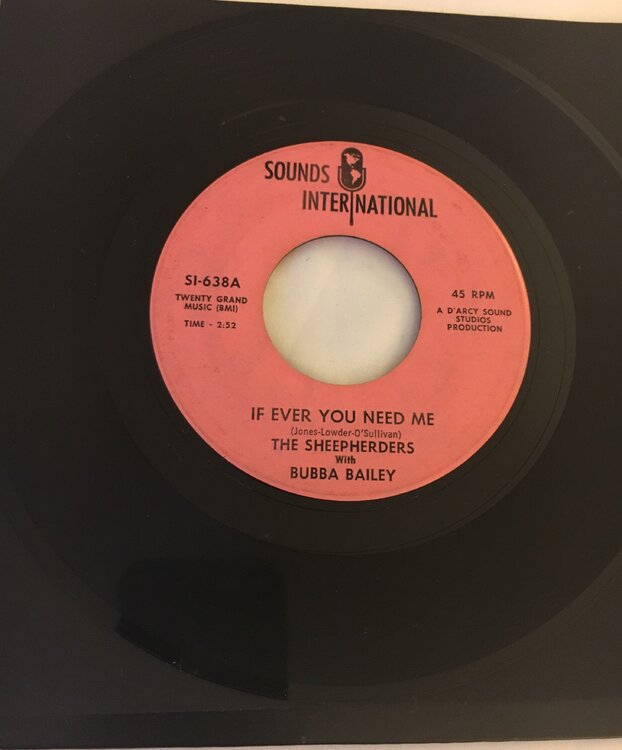 SOUNDS
INTERNATIONAL
SI-638A
TWENTY GRAND
MUSIC (BMI)
TIME - 2:52
45 RPM
A D'ARCY SOUND
STUDIOS
PRODUCTION
IF EVER YOU NEED ME
(Jones-Lowder-O'Sullivan)
THE SHEEPHERDERS
With
BUBBA BAILEY